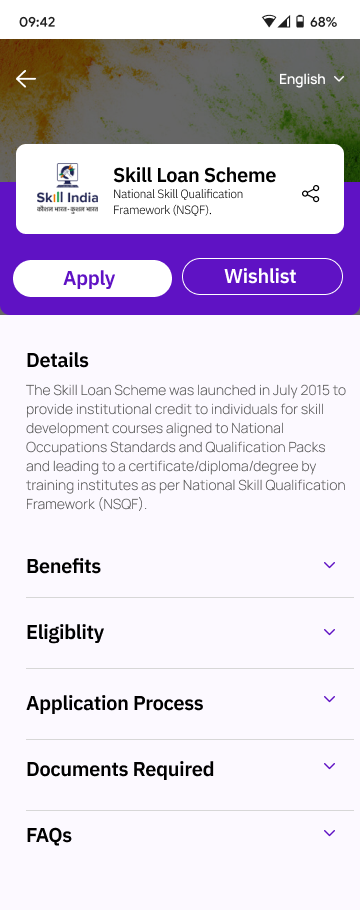 09:42
68%
English
Skill Loan Scheme
Skill India
National Skill Qualification
कौशल भारत - कुशल भारत
Framework (NSQF).
Apply
Wishlist
Details
The Skill Loan Scheme was launched in July 2015 to
provide institutional credit to individuals for skill
development courses aligned to National
Occupations Standards and Qualification Packs
and leading to a certificate/diploma/degree by
training institutes as per National Skill Qualification
Framework (NSQF).
Benefits
Eligiblity
Application Process
Documents Required
FAQs